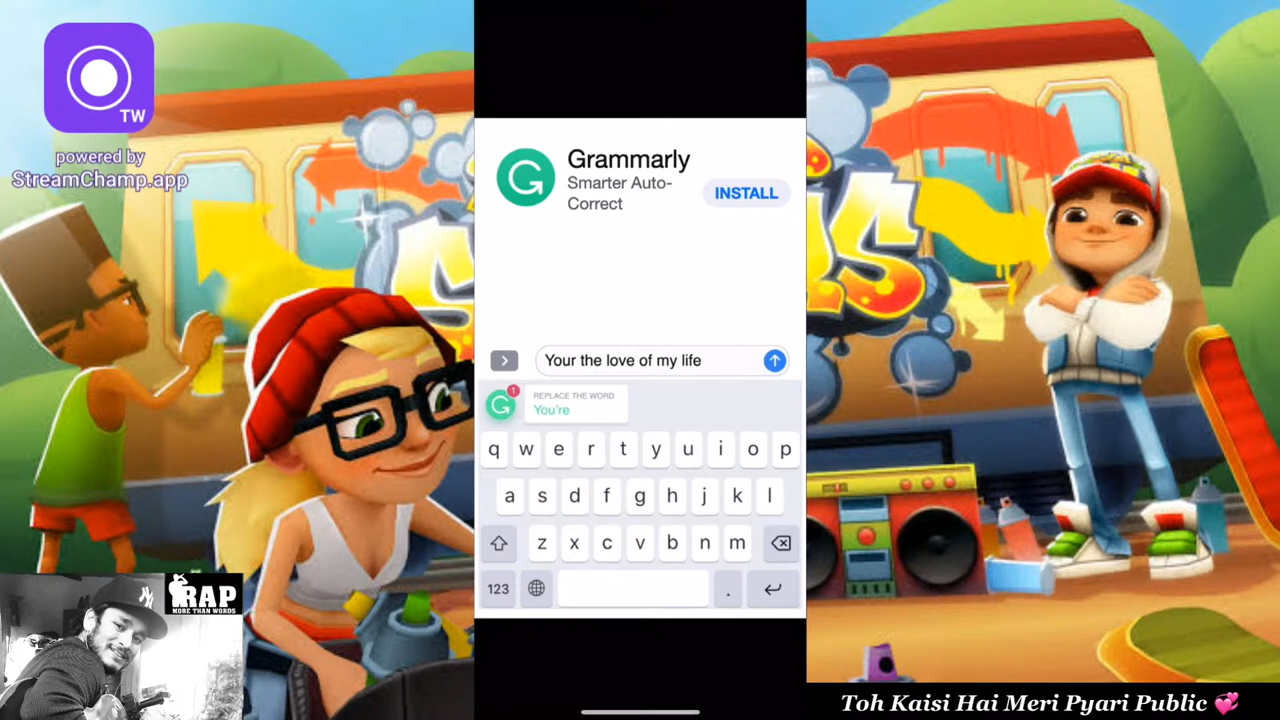 TW
powered by
StreamChamp.app
Grammarly
Smarter Auto-
Correct
INSTALL
Your the love of my life
1
REPLACE THE WORD
You're
q w e r t y u i o p
a s d f g h j k l
z x c v b n m
123 .
RAP
MORE THAN WORDS
Toh Kaisi Hai Meri Pyari Public 💞